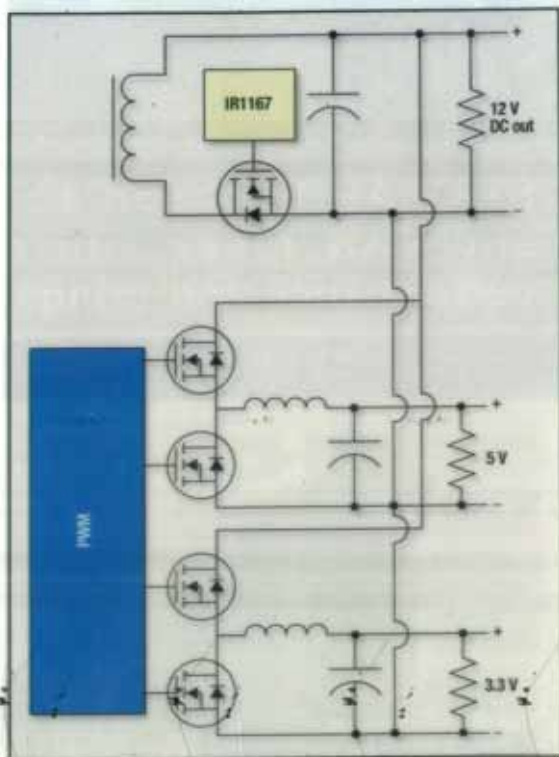 +
IR1167
12 V
DC out
−
+
5 V
PWM
−
+
3.3 V
−